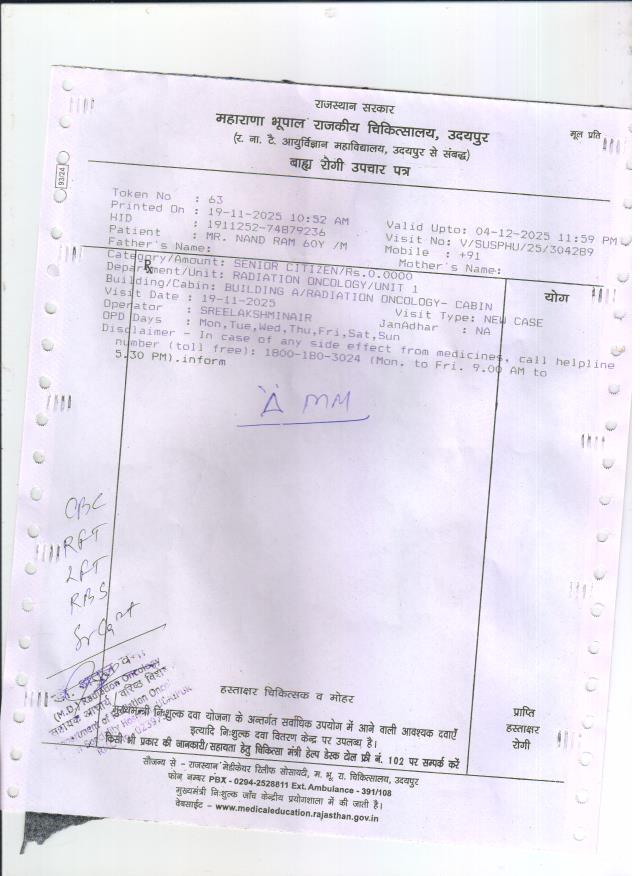 राजस्थान सरकार
महाराणा भूपाल राजकीय चिकित्सालय, उदयपुर
मूल प्रति
(र. ना. टै. आयुर्विज्ञान महाविद्यालय, उदयपुर से संबद्ध)
बाह्य रोगी उपचार पत्र
93/24
Token No : 63
Printed On : 19-11-2025 10:52 AM Valid Upto: 04-12-2025 11:59 PM
HID : 1911252-74879236 Visit No: V/SUSPHU/25/304289
Patient : MR. NAND RAM 60Y /M Mobile : +91
Father's Name: Mother's Name:
Category/Amount: SENIOR CITIZEN/Rs.0.0000
Department/Unit: RADIATION ONCOLOGY/UNIT 1
योग
Building/Cabin: BUILDING A/RADIATION ONCOLOGY- CABIN
Visit Date : 19-11-2025 Visit Type: NEW CASE
Operator : SREELAKSHMINAIR JanAdhar : NA
OPD Days : Mon,Tue,Wed,Thu,Fri,Sat,Sun
Disclaimer - In case of any side effect from medicines, call helpline
number (toll free): 1800-180-3024 (Mon. to Fri. 9.00 AM to
5.30 PM).inform
MM
CBC
RFT
LFT
RBS
(M.D.) Radiation Oncology
हस्ताक्षर चिकित्सक व मोहर
मुख्यमंत्री निःशुल्क दवा योजना के अन्तर्गत सर्वाधिक उपयोग में आने वाली आवश्यक दवाएँ
इत्यादि निःशुल्क दवा वितरण केन्द्र पर उपलब्ध है।
किसी भी प्रकार की जानकारी/सहायता हेतु चिकित्सा मंत्री हेल्प डेस्क टोल फ्री नं. 102 पर सम्पर्क करें
प्राप्ति
हस्ताक्षर
रोगी
सौजन्य से - राजस्थान मेडीकेयर रिलीफ सोसायटी, म. भू. रा. चिकित्सालय, उदयपुर
फोन नम्बर PBX - 0294-2528811 Ext. Ambulance - 391/108
मुख्यमंत्री निःशुल्क जाँच केन्द्रीय प्रयोगशाला में की जाती है।
वेबसाईट - www.medicaleducation.rajasthan.gov.in